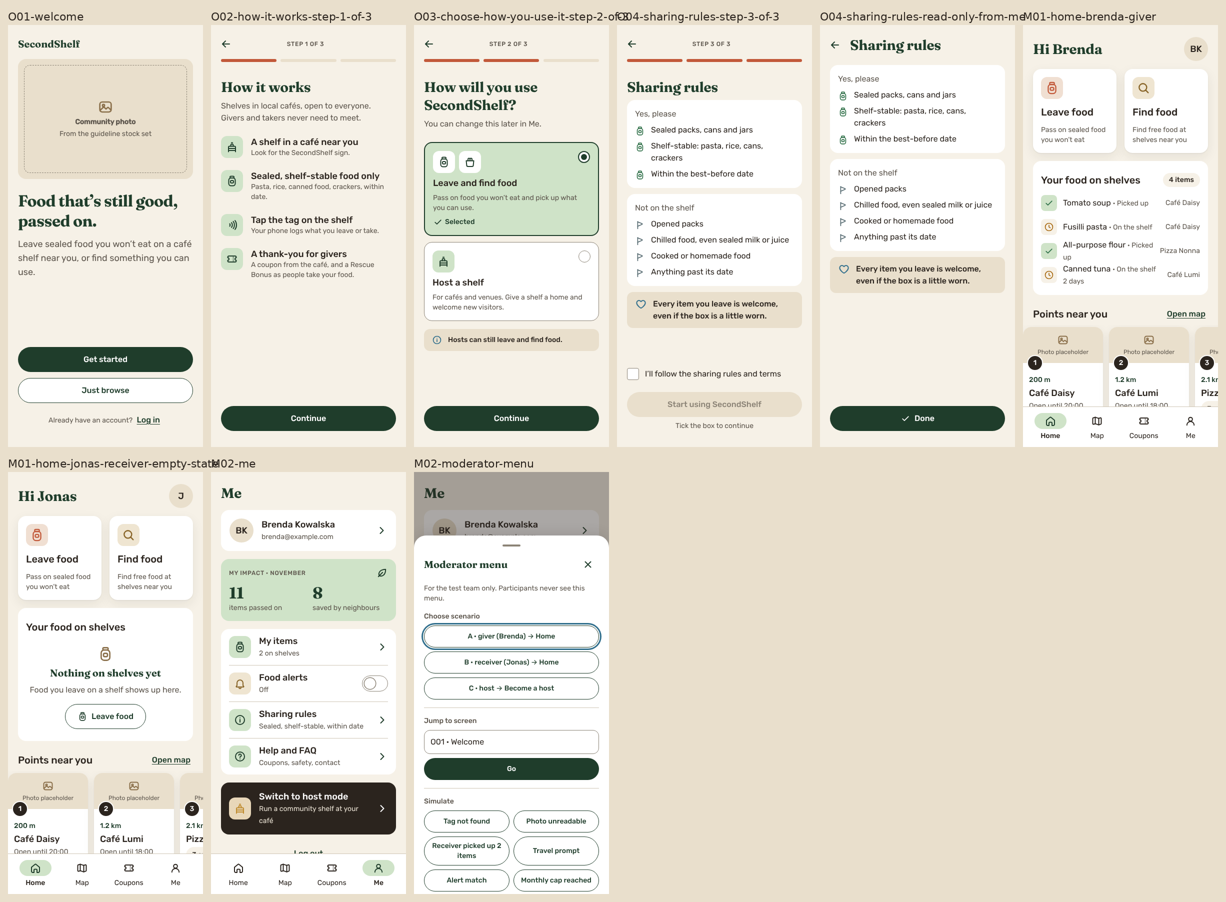 O01-welcome
SecondShelf
Community photo
From the guideline stock set
Food that's still good,
passed on.
Leave sealed food you won't eat on a café
shelf near you, or find something you can
use.
Get started
Just browse
Already have an account? Log in
O02-how-it-works-step-1-of-3
STEP 1 OF 3
How it works
Shelves in local cafés, open to everyone.
Givers and takers never need to meet.
A shelf in a café near you
Look for the SecondShelf sign.
Sealed, shelf-stable food only
Pasta, rice, canned food, crackers, within
date.
Tap the tag on the shelf
Your phone logs what you leave or take.
A thank-you for givers
A coupon from the café, and a Rescue
Bonus as people take your food.
Continue
O03-choose-how-you-use-it-step-2-of-3
STEP 2 OF 3
How will you use
SecondShelf?
You can change this later in Me.
Leave and find food
Pass on food you won't eat and pick up what
you can use.
Selected
Host a shelf
For cafés and venues. Give a shelf a home and
welcome new visitors.
Hosts can still leave and find food.
Continue
O04-sharing-rules-step-3-of-3
STEP 3 OF 3
Sharing rules
Yes, please
Sealed packs, cans and jars
Shelf-stable: pasta, rice, cans,
crackers
Within the best-before date
Not on the shelf
Opened packs
Chilled food, even sealed milk or juice
Cooked or homemade food
Anything past its date
Every item you leave is welcome,
even if the box is a little worn.
I'll follow the sharing rules and terms
Start using SecondShelf
Tick the box to continue
O04-sharing-rules-read-only-from-me
Sharing rules
Yes, please
Sealed packs, cans and jars
Shelf-stable: pasta, rice, cans,
crackers
Within the best-before date
Not on the shelf
Opened packs
Chilled food, even sealed milk or juice
Cooked or homemade food
Anything past its date
Every item you leave is welcome,
even if the box is a little worn.
Done
M01-home-brenda-giver
Hi Brenda
BK
Leave food
Pass on sealed food
you won't eat
Find food
Find free food at
shelves near you
Your food on shelves
4 items
Tomato soup • Picked up
Café Daisy
Fusilli pasta • On the shelf
Café Daisy
All-purpose flour • Picked
up
Pizza Nonna
Canned tuna • On the shelf
2 days
Café Lumi
Points near you
Open map
Photo placeholder
1
200 m
Café Daisy
Open until 20:00
Photo placeholder
2
1.2 km
Café Lumi
Open until 18:00
Ph
3
2.1 km
Pizz
Home
Map
Coupons
Me
M01-home-jonas-receiver-empty-state
Hi Jonas
J
Leave food
Pass on sealed food
you won't eat
Find food
Find free food at
shelves near you
Your food on shelves
Nothing on shelves yet
Food you leave on a shelf shows up here.
Leave food
Points near you
Open map
Photo placeholder
1
200 m
Café Daisy
Open until 20:00
Photo placeholder
2
1.2 km
Café Lumi
Open until 18:00
Ph
3
2.1 kr
Pizz
Home
Map
Coupons
Me
M02-me
Me
BK
Brenda Kowalska
brenda@example.com
MY IMPACT • NOVEMBER
11
items passed on
8
saved by neighbours
My items
2 on shelves
Food alerts
Off
Sharing rules
Sealed, shelf-stable, within date
Help and FAQ
Coupons, safety, contact
Switch to host mode
Run a community shelf at your
café
Log out
Home
Map
Coupons
Me
M02-moderator-menu
Me
BK
Brenda Kowalska
brenda@example.com
Moderator menu
For the test team only. Participants never see this
menu.
Choose scenario
A • giver (Brenda) → Home
B • receiver (Jonas) → Home
C • host → Become a host
Jump to screen
O01 • Welcome
Go
Simulate
Tag not found
Photo unreadable
Receiver picked up 2
items
Travel prompt
Alert match
Monthly cap reached